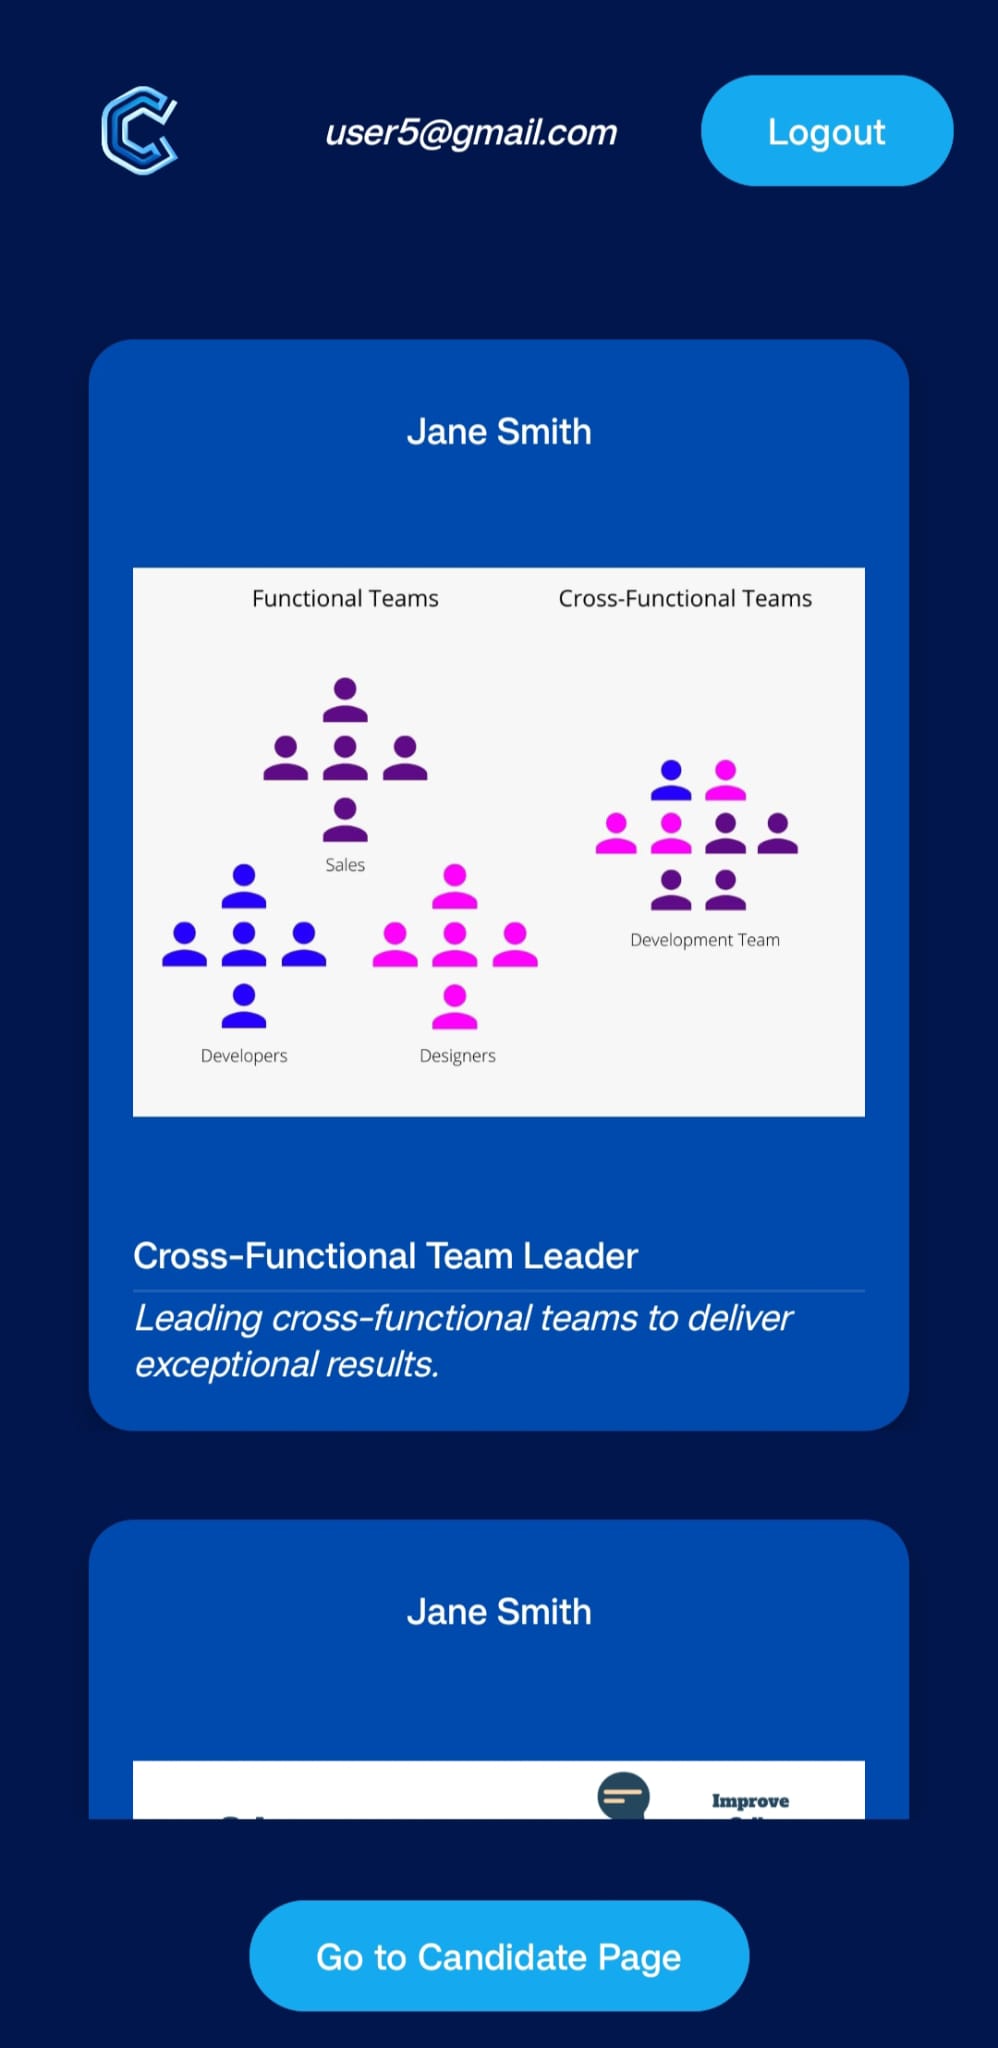 user5@gmail.com
Logout
Jane Smith
Functional Teams
Cross-Functional Teams
Sales
Development Team
Developers
Designers
Cross-Functional Team Leader
Leading cross-functional teams to deliver
exceptional results.
Jane Smith
Improve
Go to Candidate Page